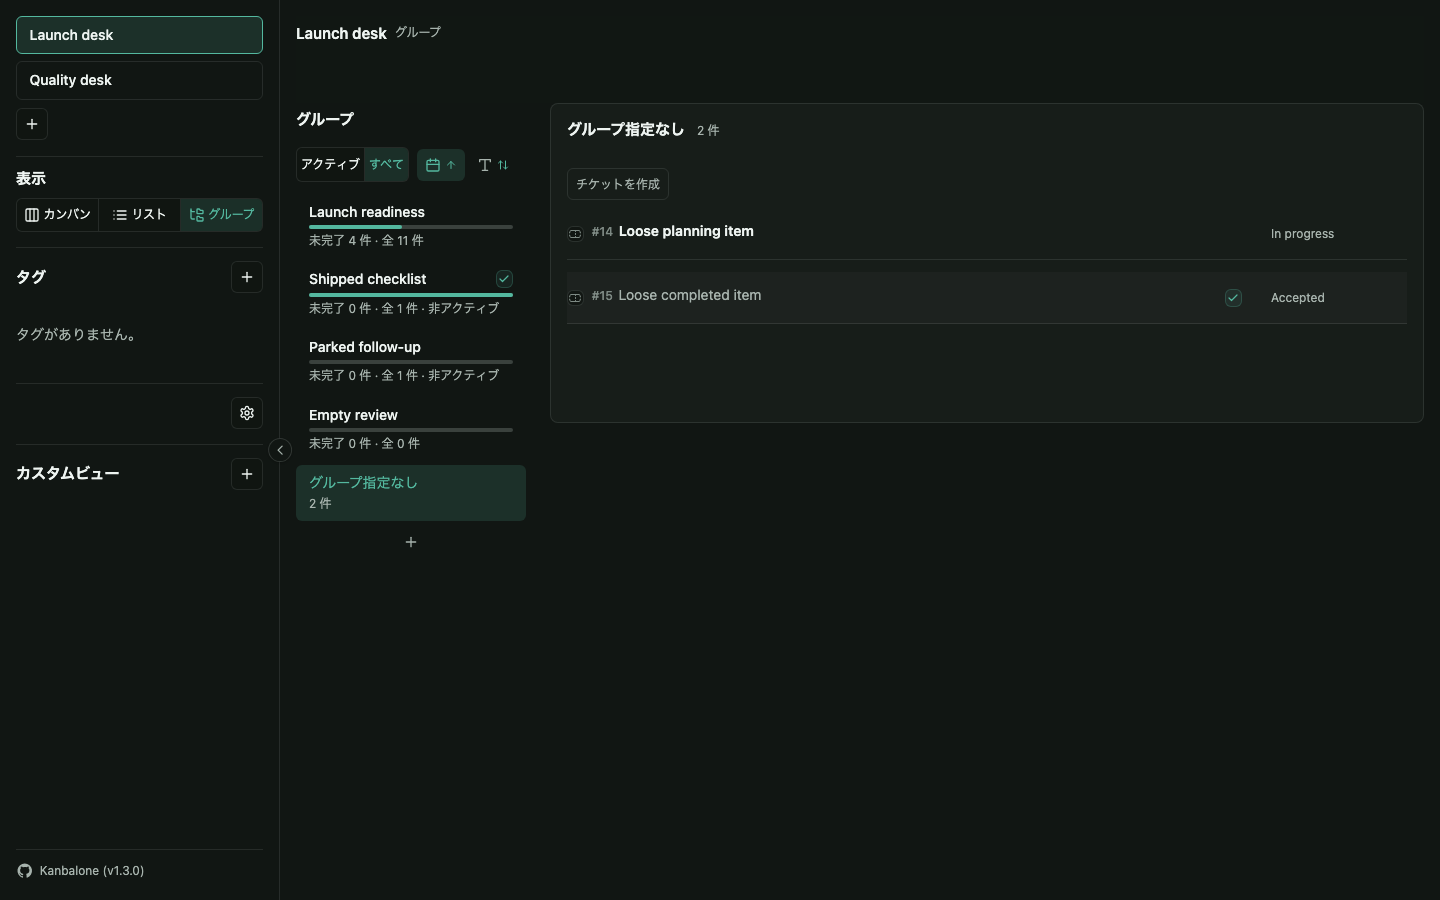 Launch desk
Quality desk
表示
カンバン
リスト
グループ
タグ
タグがありません。
カスタムビュー
Kanbalone (v1.3.0)
Launch desk グループ
グループ
アクティブ
すべて
Launch readiness
未完了 4 件 · 全 11 件
Shipped checklist
未完了 0 件 · 全 1 件 · 非アクティブ
Parked follow-up
未完了 0 件 · 全 1 件 · 非アクティブ
Empty review
未完了 0 件 · 全 0 件
グループ指定なし
2 件
グループ指定なし 2 件
チケットを作成
#14 Loose planning item
In progress
#15 Loose completed item
Accepted